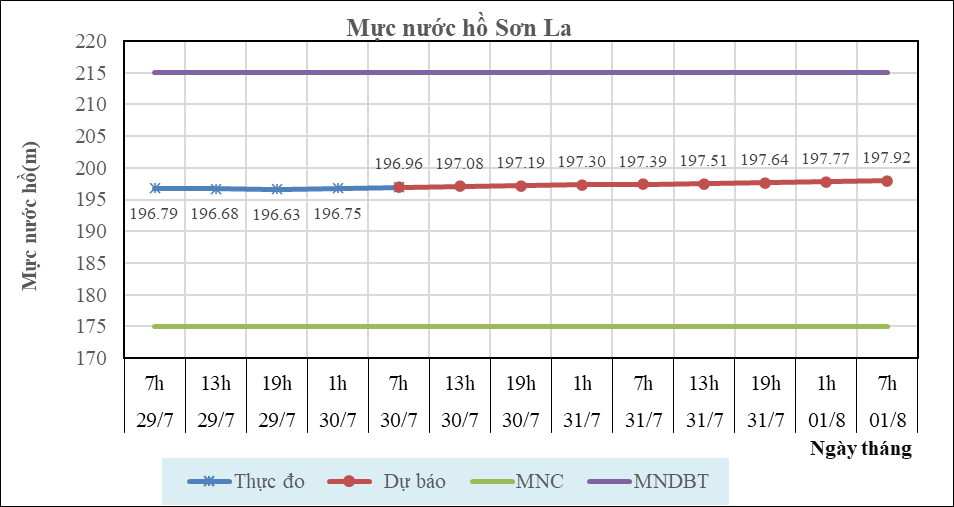 Mực nước hồ Sơn La
Mực nước hồ(m)
220
215
210
205
200
195
190
185
180
175
170
196.79 196.68 196.63 196.75
196.96 197.08 197.19 197.30 197.39 197.51 197.64 197.77 197.92
7h 13h 19h 1h 7h 13h 19h 1h 7h 13h 19h 1h 7h
29/7 29/7 29/7 30/7 30/7 30/7 30/7 31/7 31/7 31/7 31/7 01/8 01/8
Ngày tháng
Thực đo Dự báo MNC MNDBT